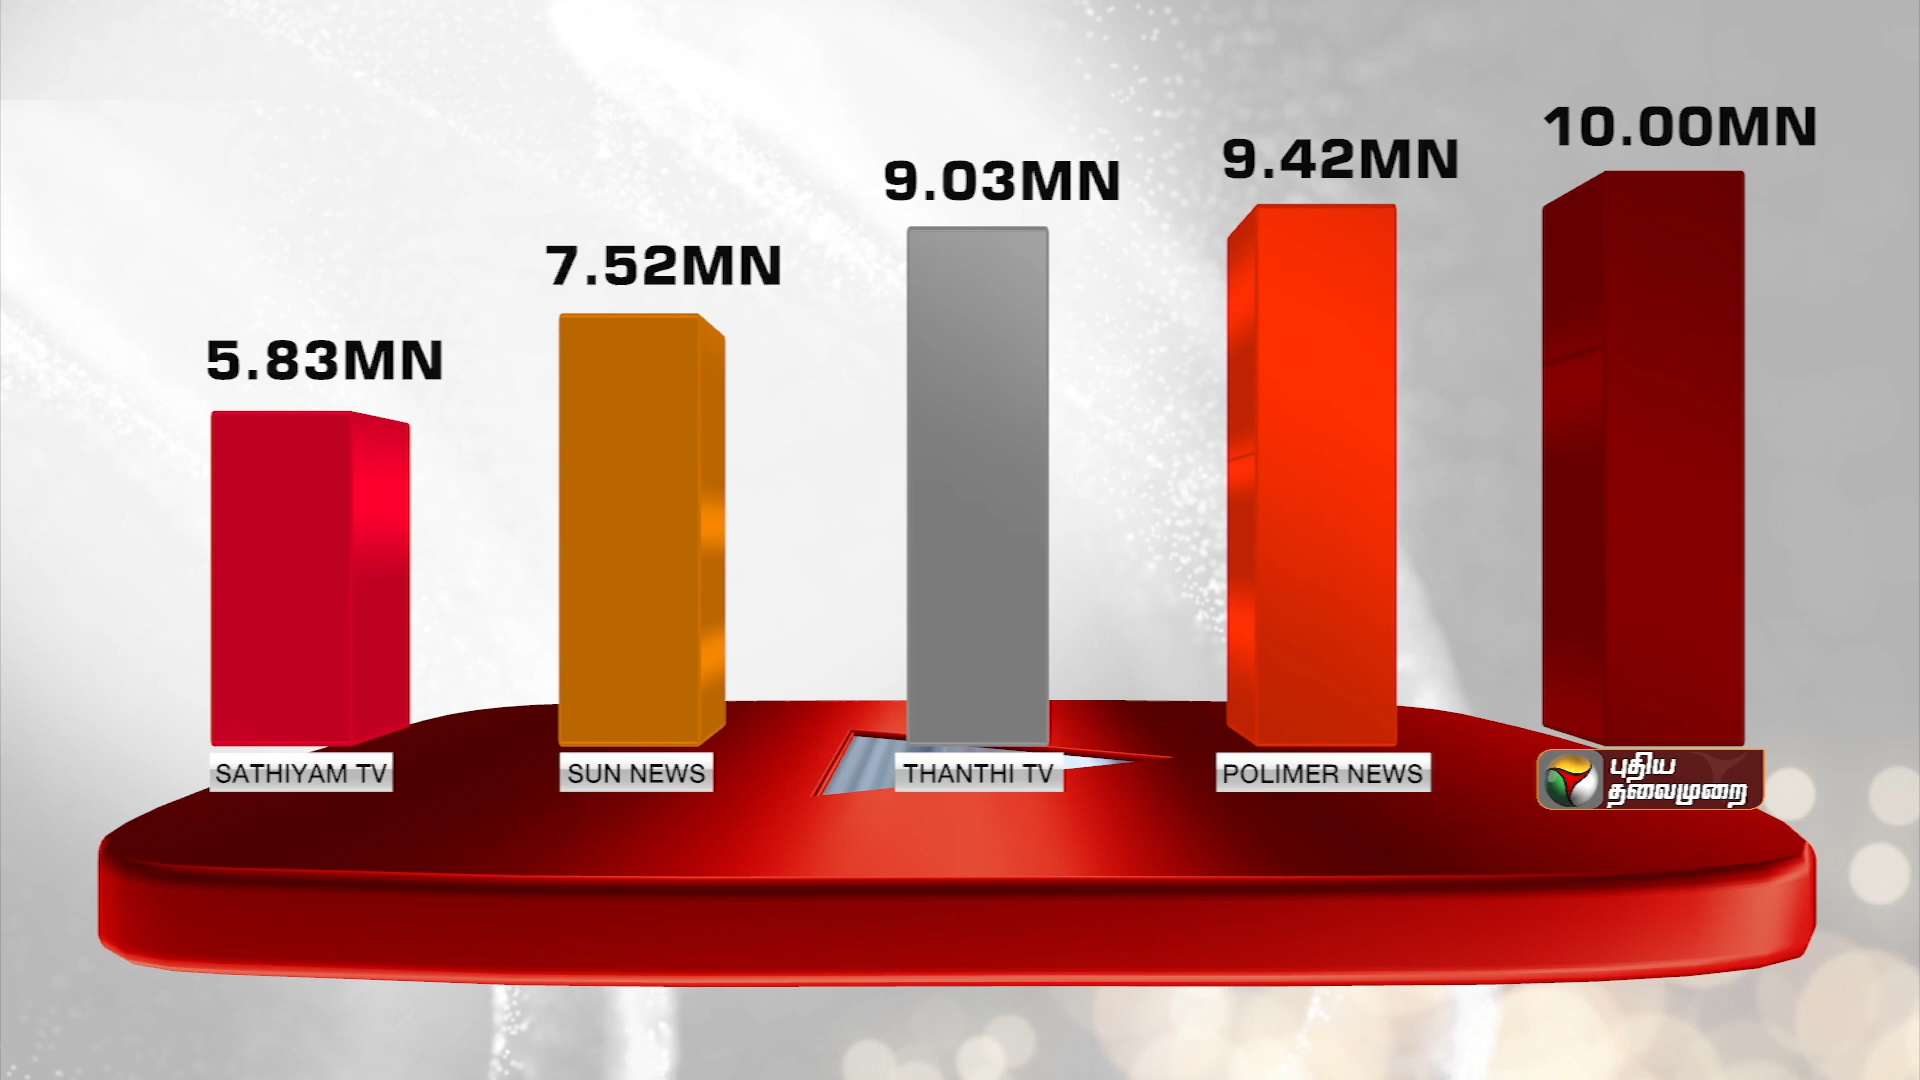 5.83MN
7.52MN
9.03MN
9.42MN
10.00MN
SATHIYAM TV
SUN NEWS
THANTHI TV
POLIMER NEWS
புதிய
தலைமுறை